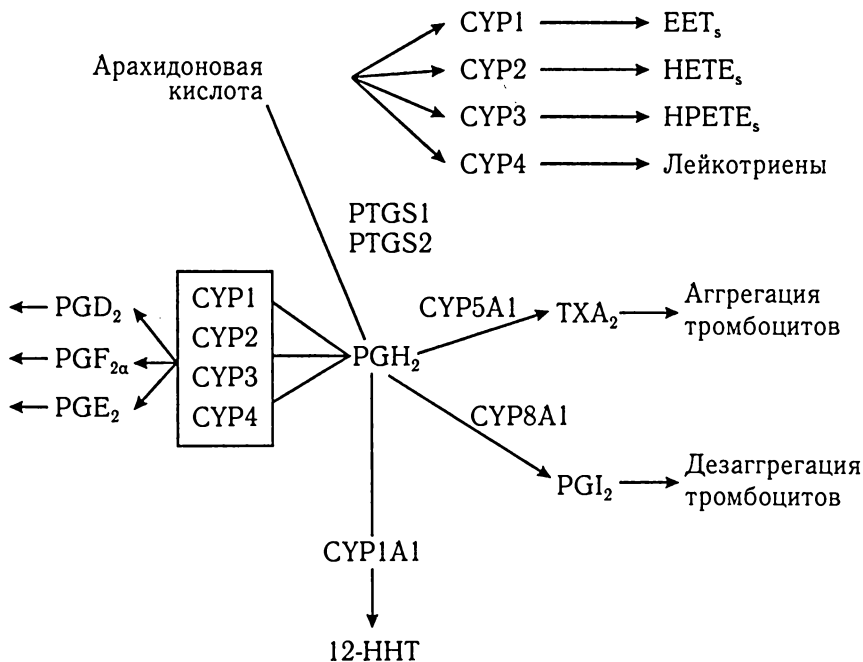 Арахидоновая
кислота
CYP1
EETs
CYP2
HETEs
CYP3
HPETEs
CYP4
Лейкотриены
PTGS1
PTGS2
PGD2
PGF2α
PGE2
CYP1
CYP2
CYP3
CYP4
PGH2
CYP5A1
TXA2
Аггрегация
тромбоцитов
CYP8A1
PGI2
Дезаггрегация
тромбоцитов
CYP1A1
12-HHT